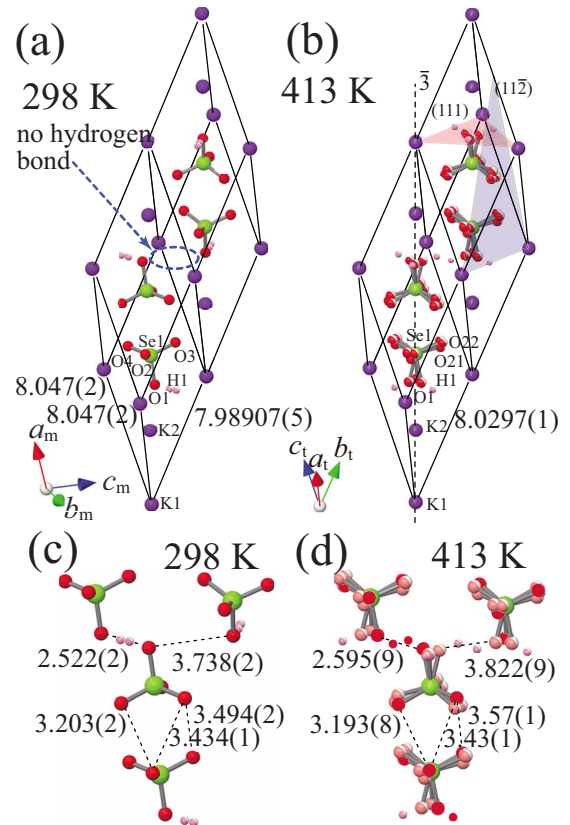 (a)
298 K
no hydrogen
bond
Se1
O4
O2
O3
H1
O1
8.047(2)
8.047(2)
7.98907(5)
K2
a_m
c_m
b_m
K1
(b)
413 K
3̅
(112̅)
(111)
Se1
O22
O21
H1
O1
8.0297(1)
K2
c_t
a_t
b_t
K1
(c)
298 K
2.522(2)
3.738(2)
3.203(2)
3.494(2)
3.434(1)
(d)
413 K
2.595(9)
3.822(9)
3.193(8)
3.57(1)
3.43(1)